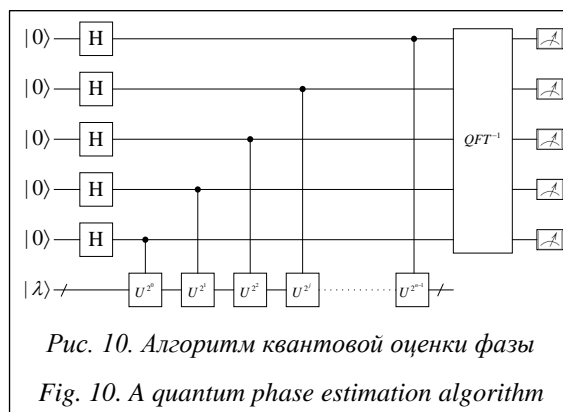 |0⟩ H
|0⟩ H
|0⟩ H
QFT⁻¹
|0⟩ H
|0⟩ H
|λ⟩ U^{2^0} U^{2^1} U^{2^2} U^{2^j} U^{2^{n-1}}
Рис. 10. Алгоритм квантовой оценки фазы
Fig. 10. A quantum phase estimation algorithm